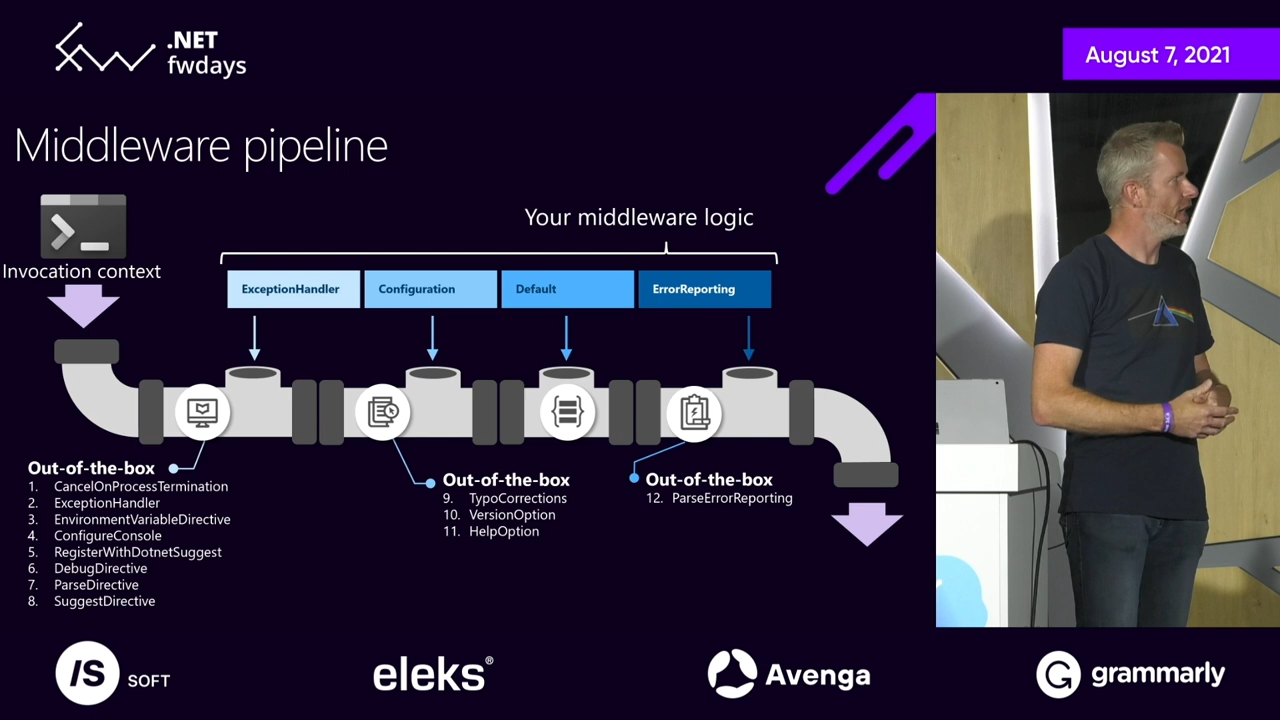 .NET
fwdays
August 7, 2021
Middleware pipeline
Your middleware logic
Invocation context
ExceptionHandler
Configuration
Default
ErrorReporting
Out-of-the-box
1. CancelOnProcessTermination
2. ExceptionHandler
3. EnvironmentVariableDirective
4. ConfigureConsole
5. RegisterWithDotnetSuggest
6. DebugDirective
7. ParseDirective
8. SuggestDirective
Out-of-the-box
9. TypoCorrections
10. VersionOption
11. HelpOption
Out-of-the-box
12. ParseErrorReporting
IS SOFT
eleks®
Avenga
G grammarly